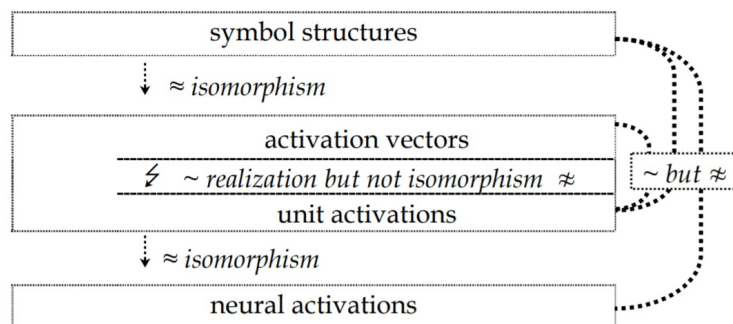 symbol structures
≈ isomorphism
activation vectors
~ realization but not isomorphism ≉
~ but ≉
unit activations
≈ isomorphism
neural activations